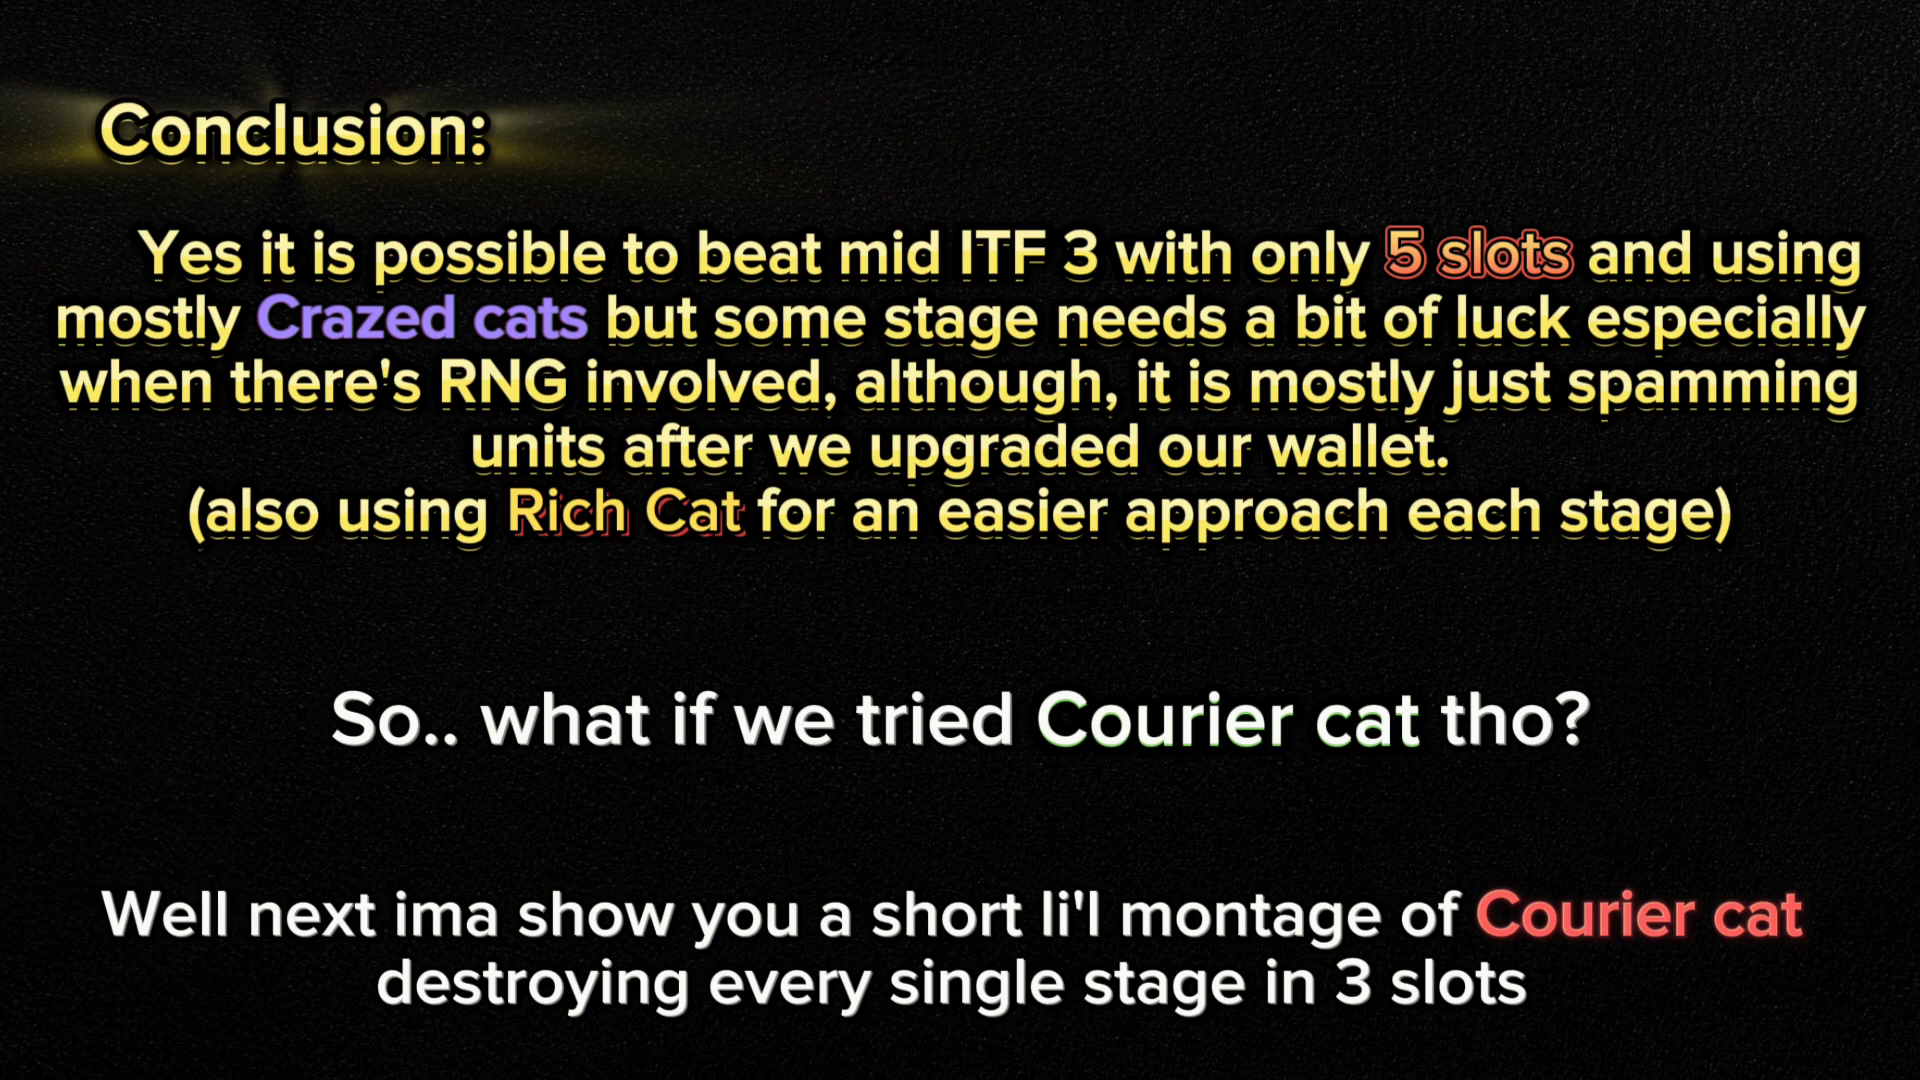 Conclusion:
Yes it is possible to beat mid ITF 3 with only 5 slots and using
mostly Crazed cats but some stage needs a bit of luck especially
when there's RNG involved, although, it is mostly just spamming
units after we upgraded our wallet.
(also using Rich Cat for an easier approach each stage)
So.. what if we tried Courier cat tho?
Well next ima show you a short li'l montage of Courier cat
destroying every single stage in 3 slots